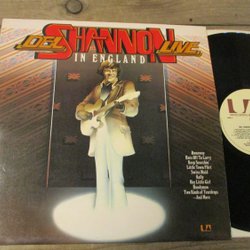 DEL SHANNON LIVE
IN ENGLAND
Runaway
Hats Off To Larry
Keep Searchin'
Little Town Flirt
Swiss Maid
Kelly
Hey Little Girl
Handyman
Two Kinds of Teardrops
And More
UA